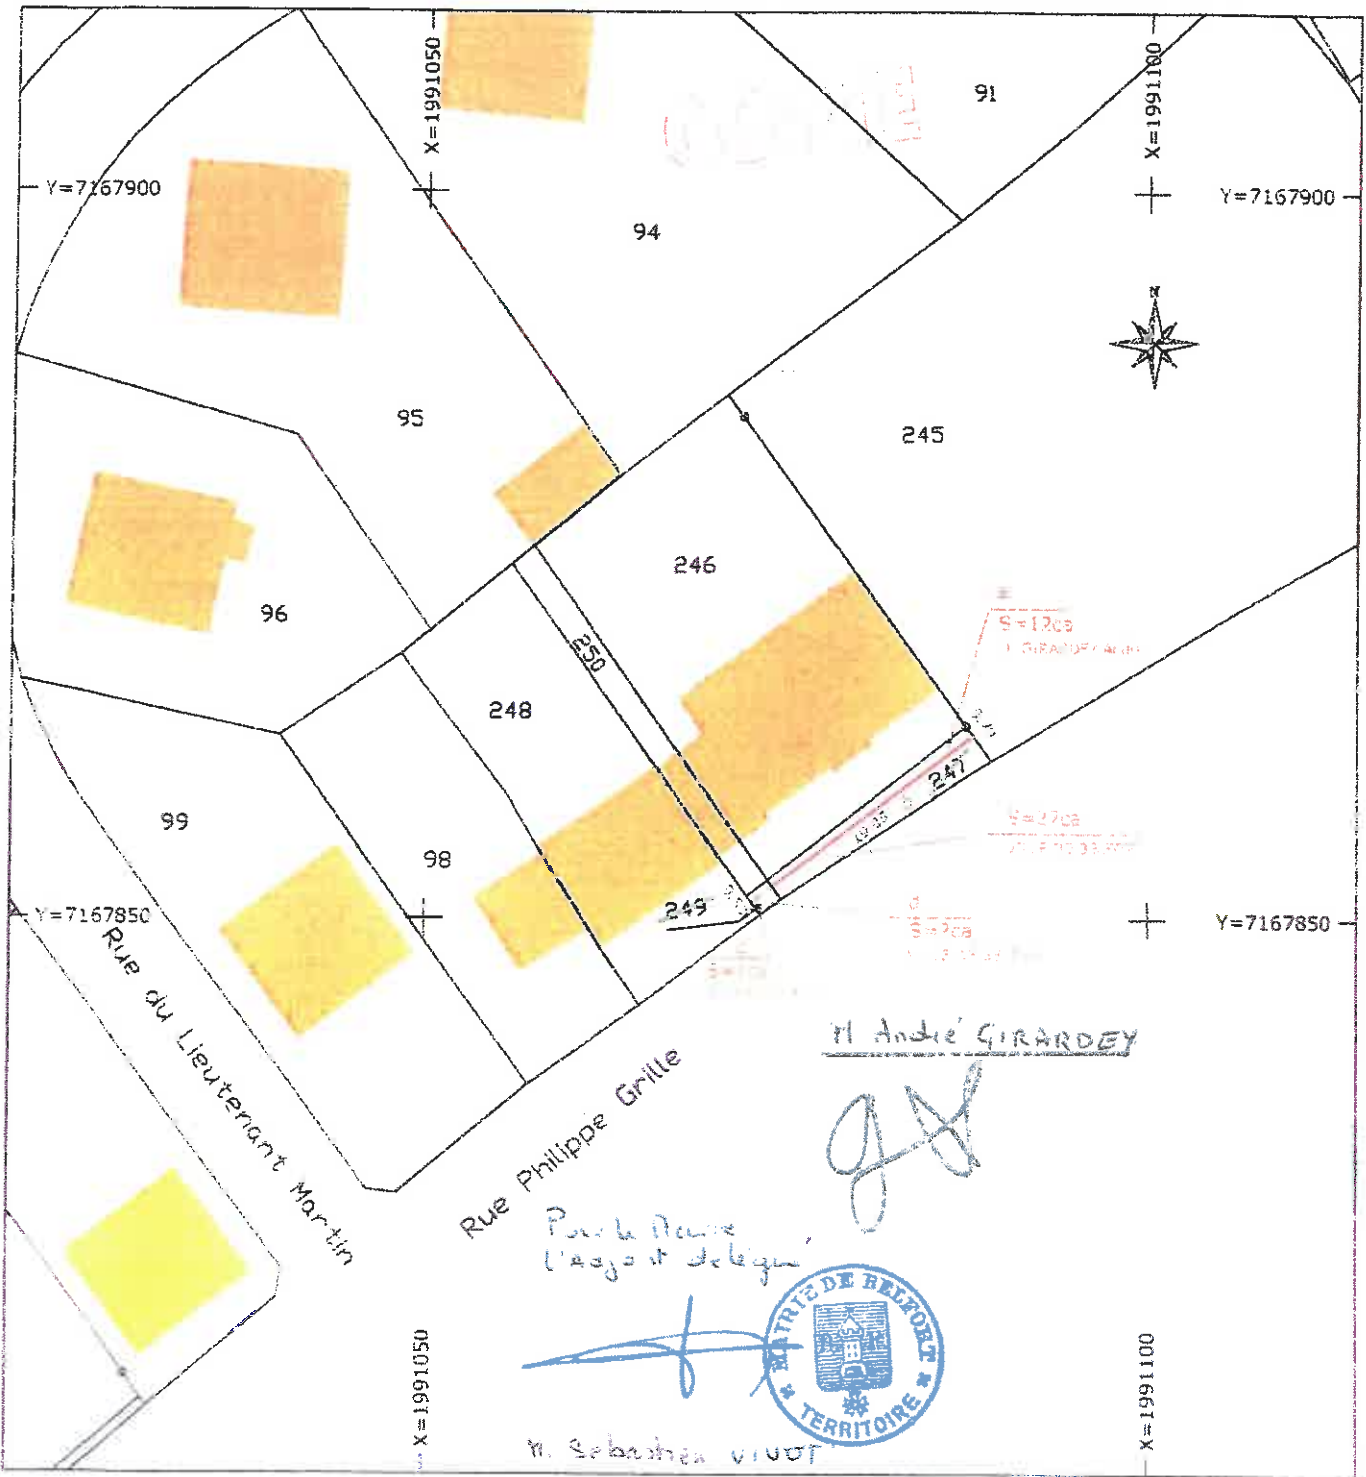 X=1991050
X=1991100
91
Y=7167900
Y=7167900
94
N
95
245
246
96
S=12ca
250
248
247
99
S=27ca
98
249
d
S=2ca
Y=7167850
Y=7167850
Rue du Lieutenant Martin
Rue Philippe Grille
M André GIRARDEY
Pour le Maire
l'Adjoint délégué
MAIRIE DE BELFORT
TERRITOIRE
X=1991050
X=1991100
M. Sébastien VIVOT